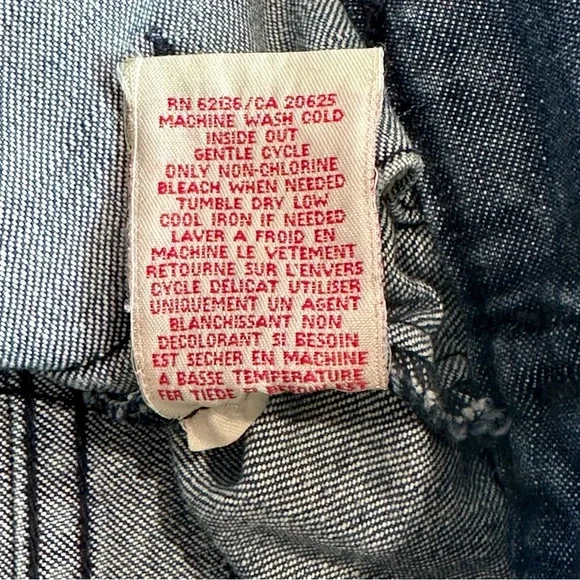 RN 62136/CA 20625
MACHINE WASH COLD
INSIDE OUT
GENTLE CYCLE
ONLY NON-CHLORINE
BLEACH WHEN NEEDED
TUMBLE DRY LOW
COOL IRON IF NEEDED
LAVER A FROID EN
MACHINE LE VETEMENT
RETOURNE SUR L'ENVERS
CYCLE DELICAT UTILISER
UNIQUEMENT UN AGENT
BLANCHISSANT NON
DECOLORANT SI BESOIN
EST SECHER EN MACHINE
A BASSE TEMPERATURE
FER TIEDE